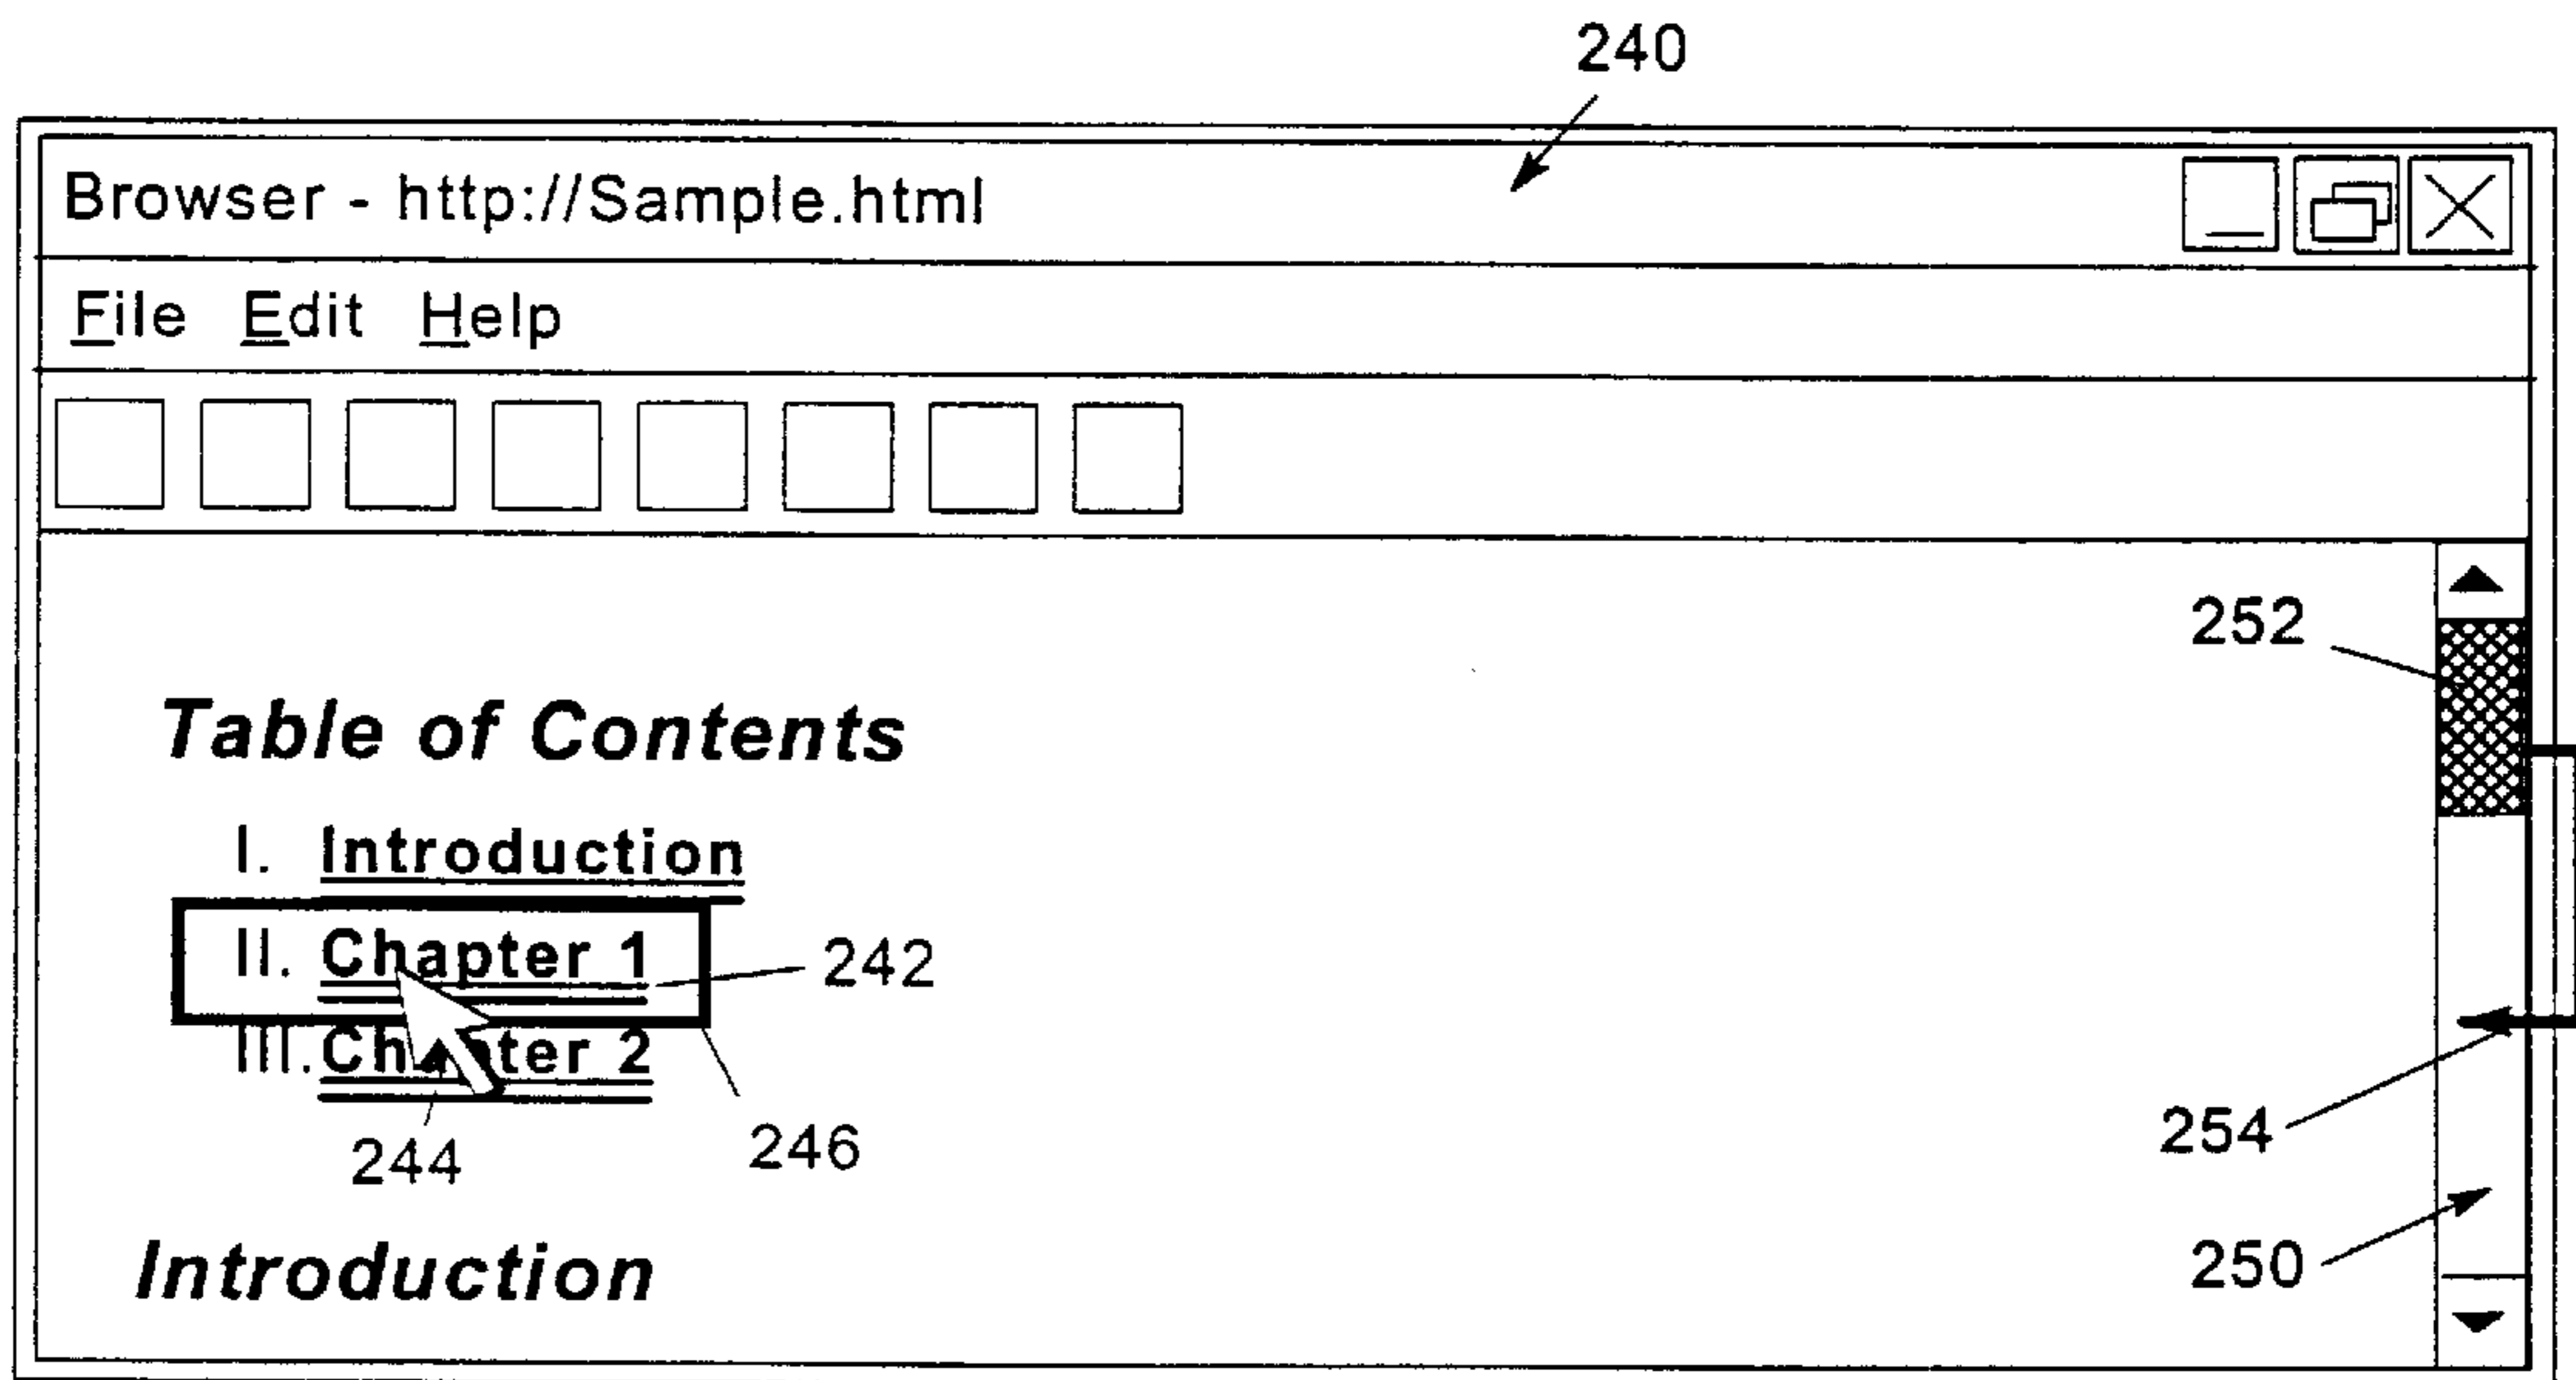 240
Browser - http://Sample.html
File Edit Help
252
Table of Contents
I. Introduction
II. Chapter 1
242
III. Chapter 2
244
246
254
250
Introduction